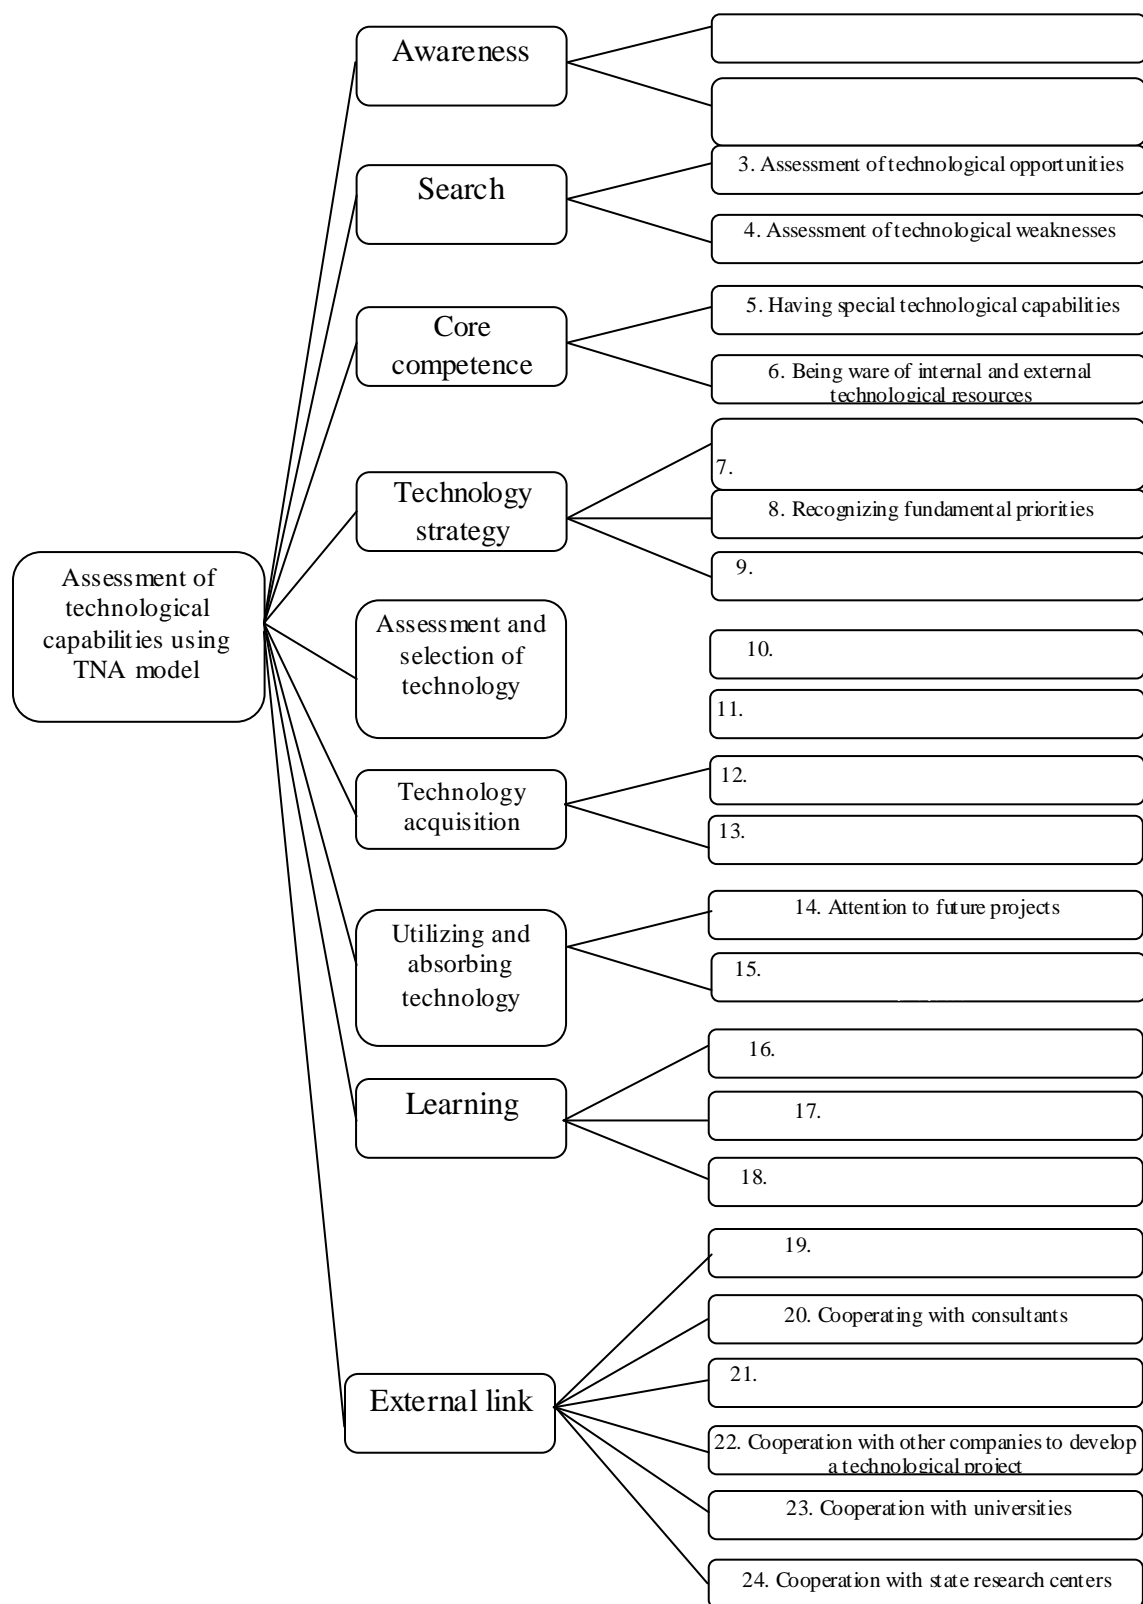 Awareness
Search
3. Assessment of technological opportunities
4. Assessment of technological weaknesses
Core
competence
5. Having special technological capabilities
6. Being ware of internal and external
technological resources
Technology
strategy
7.
8. Recognizing fundamental priorities
9.
Assessment of
technological
capabilities using
TNA model
Assessment and
selection of
technology
10.
11.
Technology
acquisition
12.
13.
Utilizing and
absorbing
technology
14. Attention to future projects
15.
Learning
16.
17.
18.
External link
19.
20. Cooperating with consultants
21.
22. Cooperation with other companies to develop
a technological project
23. Cooperation with universities
24. Cooperation with state research centers